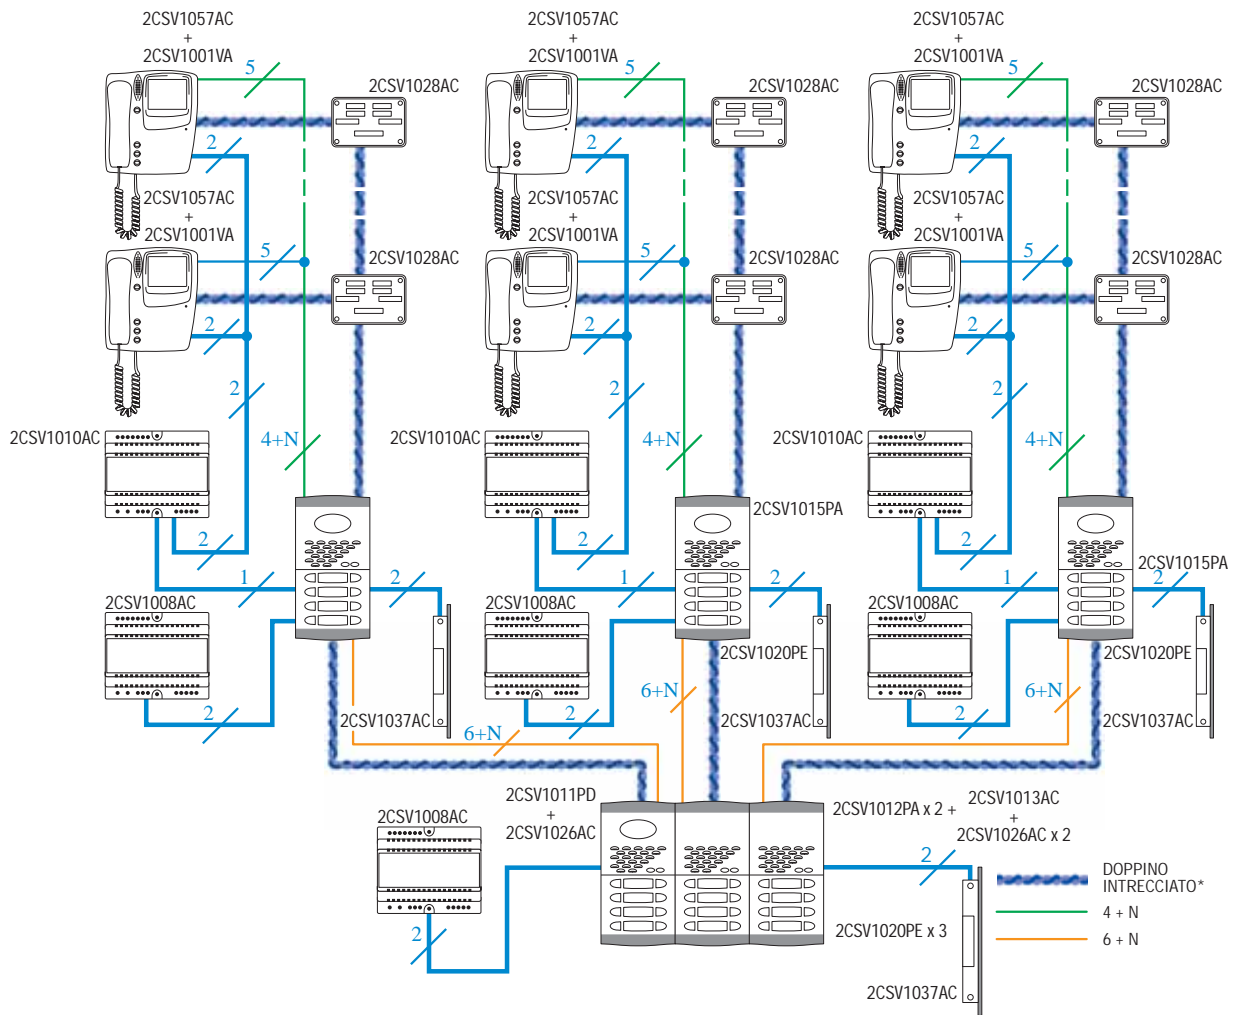 2CSV1057AC
+
2CSV1001VA
2CSV1057AC
+
2CSV1001VA
2CSV1057AC
+
2CSV1001VA
5
5
5
2CSV1028AC
2CSV1028AC
2CSV1028AC
2
2
2
2CSV1057AC
+
2CSV1001VA
2CSV1057AC
+
2CSV1001VA
2CSV1057AC
+
2CSV1001VA
5
5
5
2CSV1028AC
2CSV1028AC
2CSV1028AC
2
2
2
2
2
2
2CSV1010AC
4+N
2CSV1010AC
4+N
2CSV1010AC
4+N
2CSV1015PA
2
2
2
2CSV1015PA
1
2
1
2
1
2
2CSV1008AC
2CSV1008AC
2CSV1008AC
2CSV1020PE
2CSV1020PE
6+N
6+N
2
2CSV1037AC
2
2CSV1037AC
2
2CSV1037AC
6+N
2CSV1011PD
+
2CSV1026AC
2CSV1012PA x 2 +
2CSV1013AC
+
2CSV1026AC x 2
2CSV1008AC
2
DOPPINO
INTRECCIATO*
4 + N
6 + N
2
2CSV1020PE x 3
2CSV1037AC